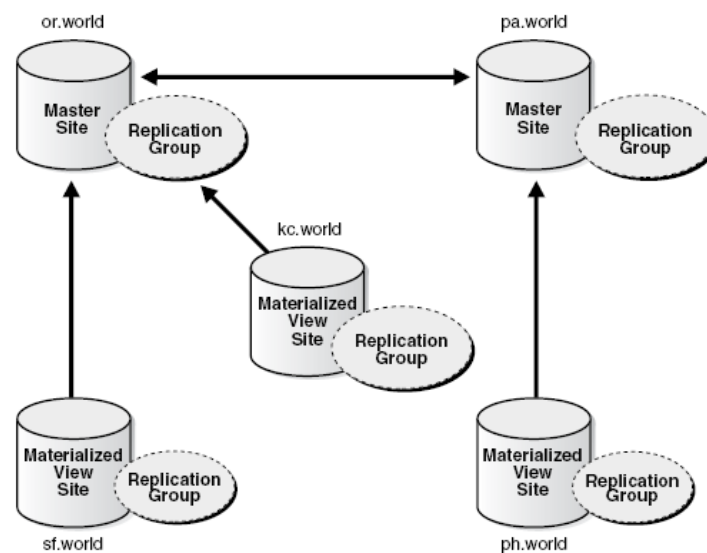 or.world
pa.world
Master
Site
Replication
Group
Master
Site
Replication
Group
kc.world
Materialized
View
Site
Replication
Group
Materialized
View
Site
Replication
Group
sf.world
Materialized
View
Site
Replication
Group
ph.world